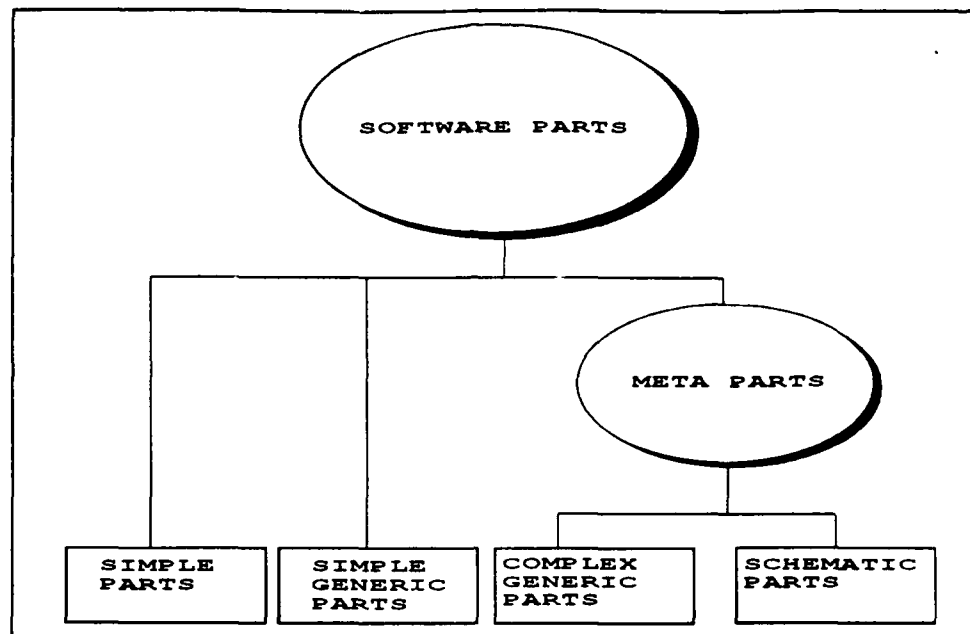 SOFTWARE PARTS
META PARTS
SIMPLE
PARTS
SIMPLE
GENERIC
PARTS
COMPLEX
GENERIC
PARTS
SCHEMATIC
PARTS